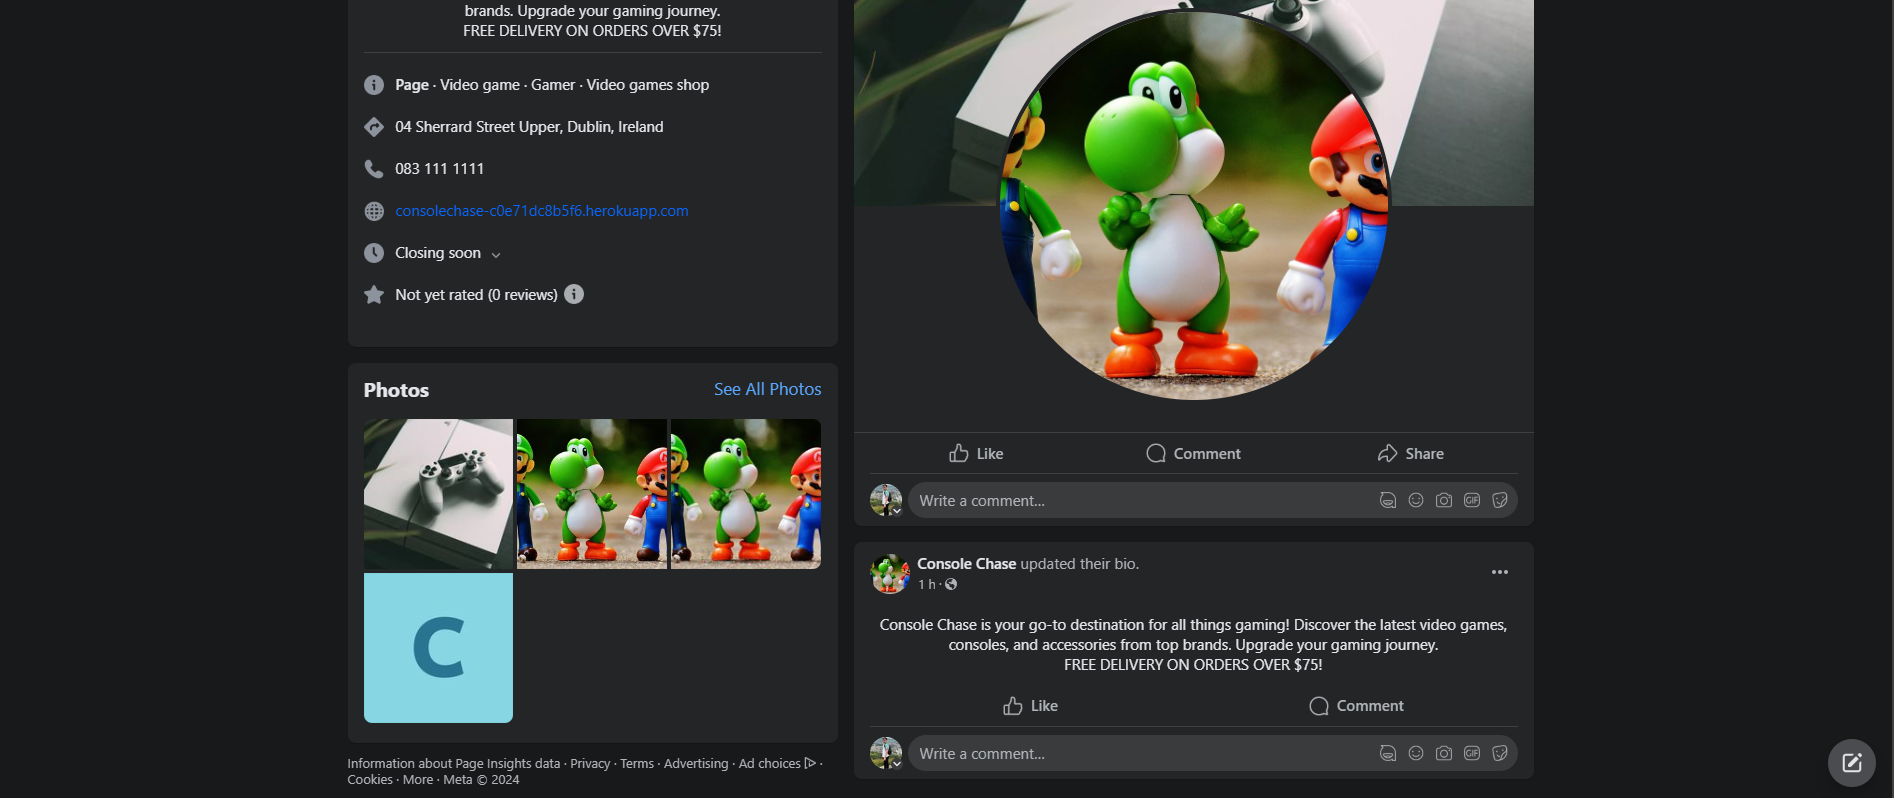 brands. Upgrade your gaming journey.
FREE DELIVERY ON ORDERS OVER $75!
Page · Video game · Gamer · Video games shop
04 Sherrard Street Upper, Dublin, Ireland
083 111 1111
consolechase-c0e71dc8b5f6.herokuapp.com
Closing soon
Not yet rated (0 reviews)
Photos
See All Photos
C
Information about Page Insights data · Privacy · Terms · Advertising · Ad choices ·
Cookies · More · Meta © 2024
Like
Comment
Share
Write a comment...
GIF
Console Chase updated their bio.
1 h ·
Console Chase is your go-to destination for all things gaming! Discover the latest video games,
consoles, and accessories from top brands. Upgrade your gaming journey.
FREE DELIVERY ON ORDERS OVER $75!
Like
Comment
Write a comment...
GIF